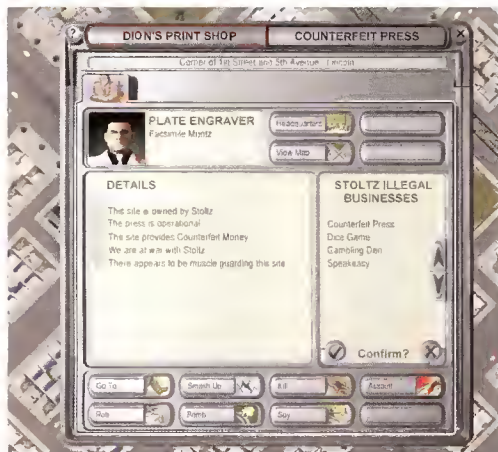 ?
DION'S PRINT SHOP
COUNTERFEIT PRESS
X
Corner of 1st Street and 5th Avenue
PLATE ENGRAVER
Facsimile Muntz
Headquarters
View Map
DETAILS
This site is owned by Stoltz
The press is operational
The site provides Counterfeit Money
We are at war with Stoltz
There appears to be muscle guarding this site
STOLTZ ILLEGAL
BUSINESSES
Counterfeit Press
Dice Game
Gambling Den
Speakeasy
Confirm?
Go To
Smash Up
Kill
Assault
Rob
Bomb
Spy